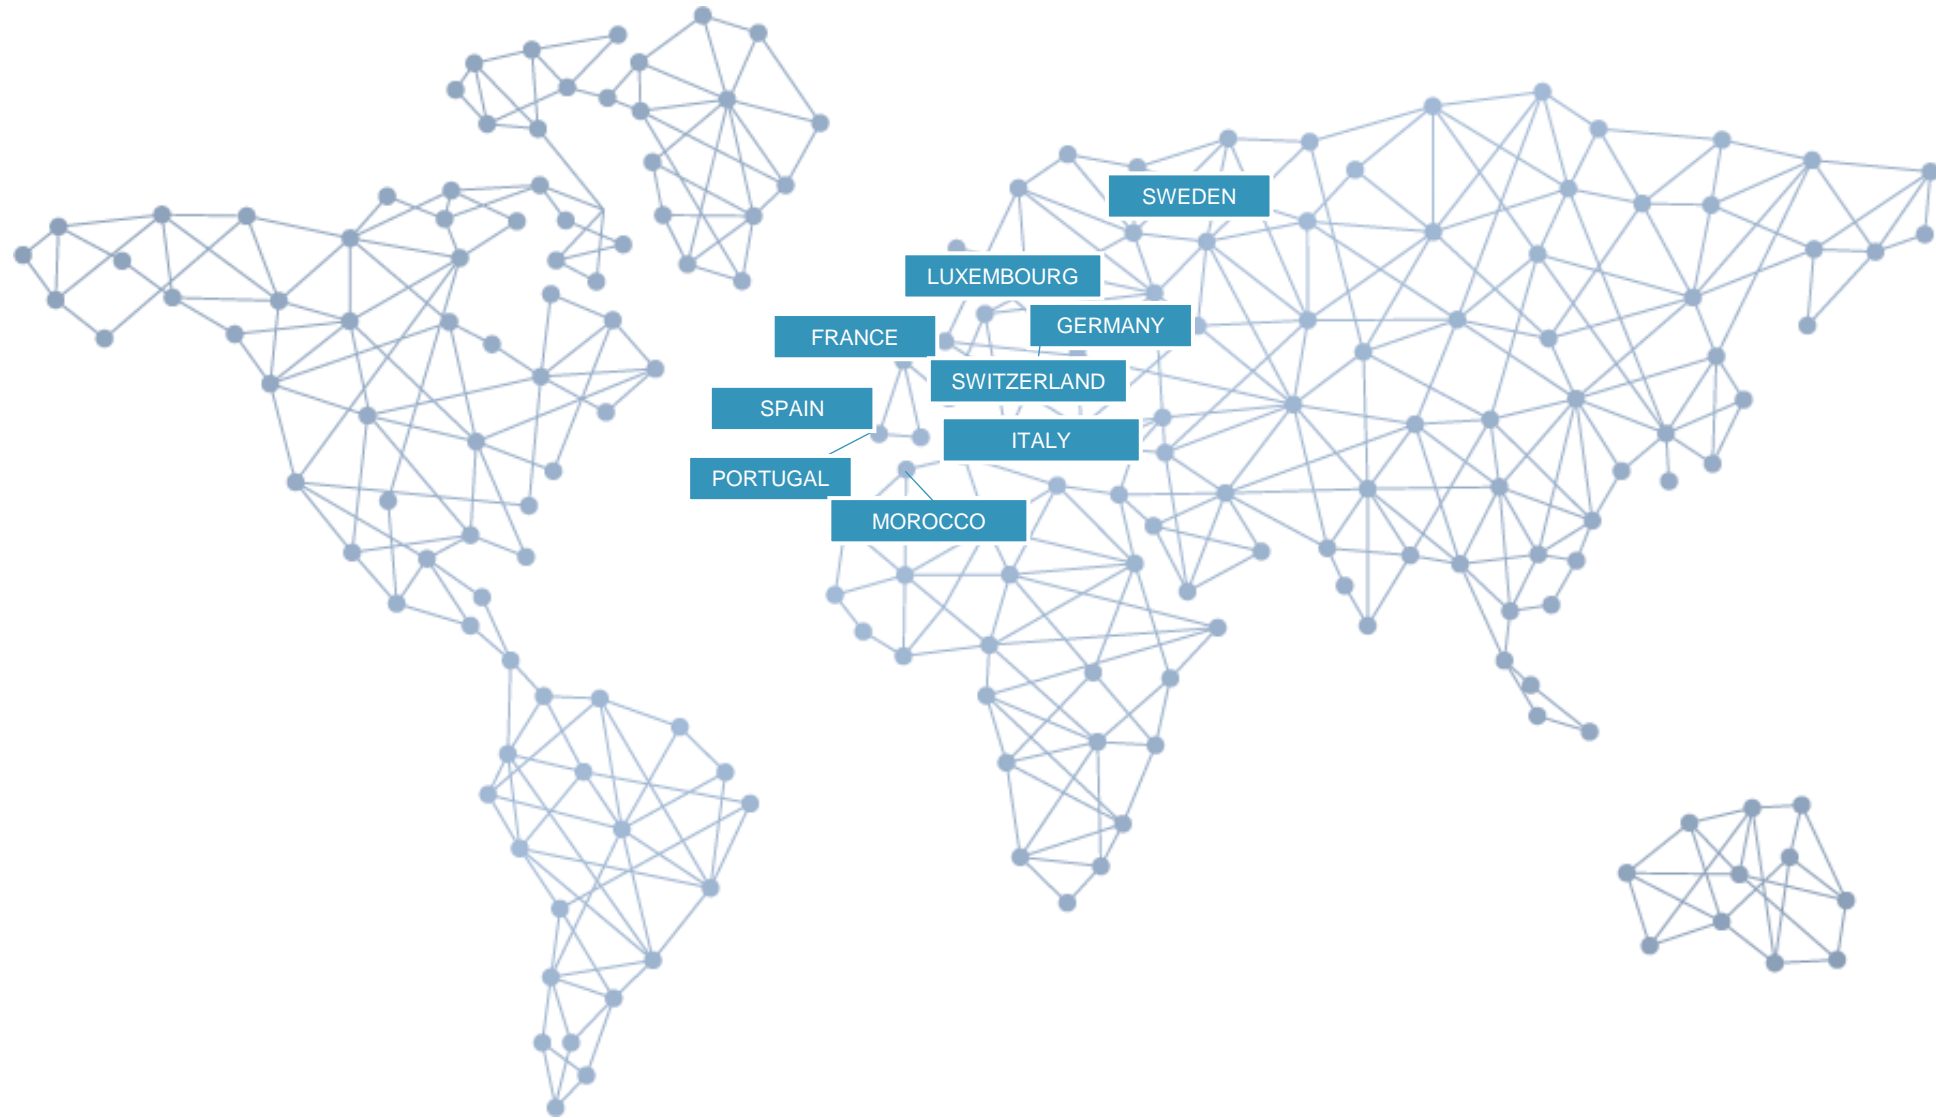 SWEDEN
LUXEMBOURG
GERMANY
FRANCE
SWITZERLAND
SPAIN
ITALY
PORTUGAL
MOROCCO